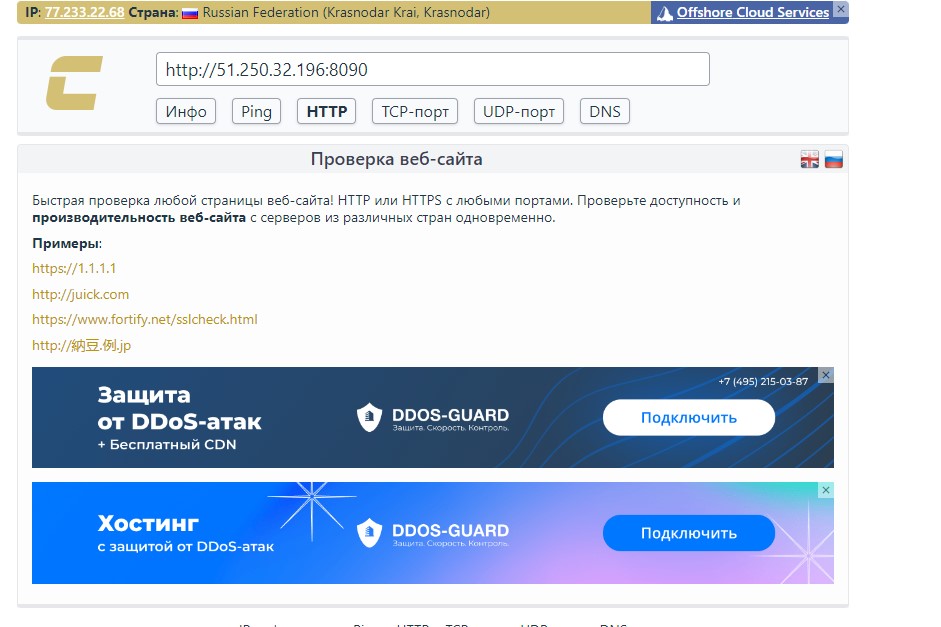 IP: 77.233.22.68 Страна: Russian Federation (Krasnodar Krai, Krasnodar)
Offshore Cloud Services
http://51.250.32.196:8090
Инфо Ping HTTP TCP-порт UDP-порт DNS
Проверка веб-сайта
Быстрая проверка любой страницы веб-сайта! HTTP или HTTPS с любыми портами. Проверьте доступность и
производительность веб-сайта с серверов из различных стран одновременно.
Примеры:
https://1.1.1.1
http://juick.com
https://www.fortify.net/sslcheck.html
http://納豆.例.jp
+7 (495) 215-03-87
Защита
от DDoS-атак
+ Бесплатный CDN
DDOS-GUARD
Защита. Скорость. Контроль.
Подключить
Хостинг
с защитой от DDoS-атак
DDOS-GUARD
Защита. Скорость. Контроль.
Подключить